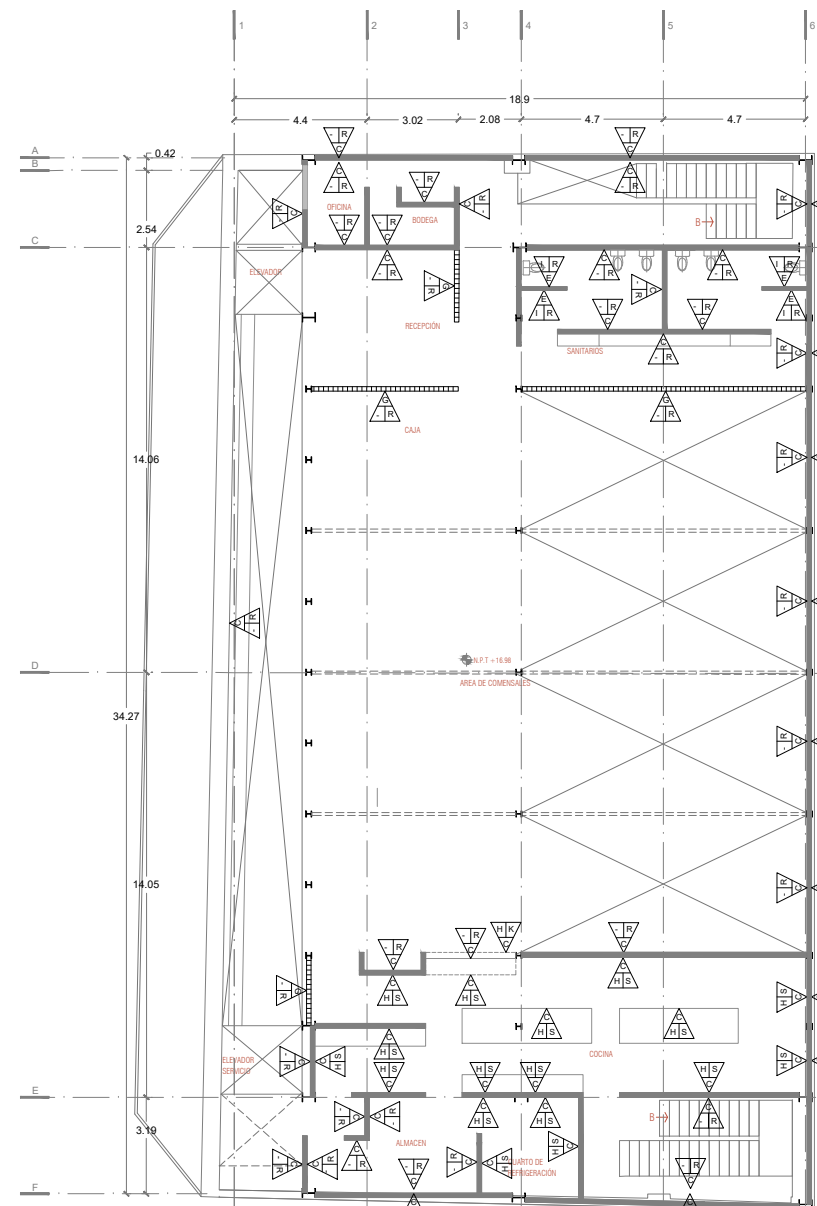 1 2 3 4 5 6
18.9
4.4 3.02 2.08 4.7 4.7
A
0.42
B
- R
C
- R
C
C
- R
C
- R
- R
C
OFICINA
BODEGA
C
- R
C
- R
2.54
B
- R
C
- R
C
C
C
- R
ELEVADOR
G
- R
RECEPCIÓN
I R
E
C
- R
C
- R
C
- R
I R
E
E
I R
- R
C
- R
C
E
I R
SANITARIOS
C
- R
C
- R
G
- R
G
- R
CAJA
14.06
C
- R
C
- R
C
- R
N.P.T +16.98
D
AREA DE COMENSALES
34.27
C
- R
14.05
C
- R
- R
C
- R
C
H K
C
- R
C
C
H S
C
H S
C
H S
G
- R
C
H S
C
H S
C
H S
C
H S
COCINA
ELEVADOR
SERVICIO
G
- R
C
H S
C
H S
H S
C
H S
C
H S
C
H S
C
E
C
H S
C
H S
C
- R
C
- R
C
- R
B
3.19
ALMACEN
C
- R
C
H S
C
- R
C
H S
CUARTO DE
REFRIGERACIÓN
C
- R
C
- R
- R
C
- R
C
F
C
C